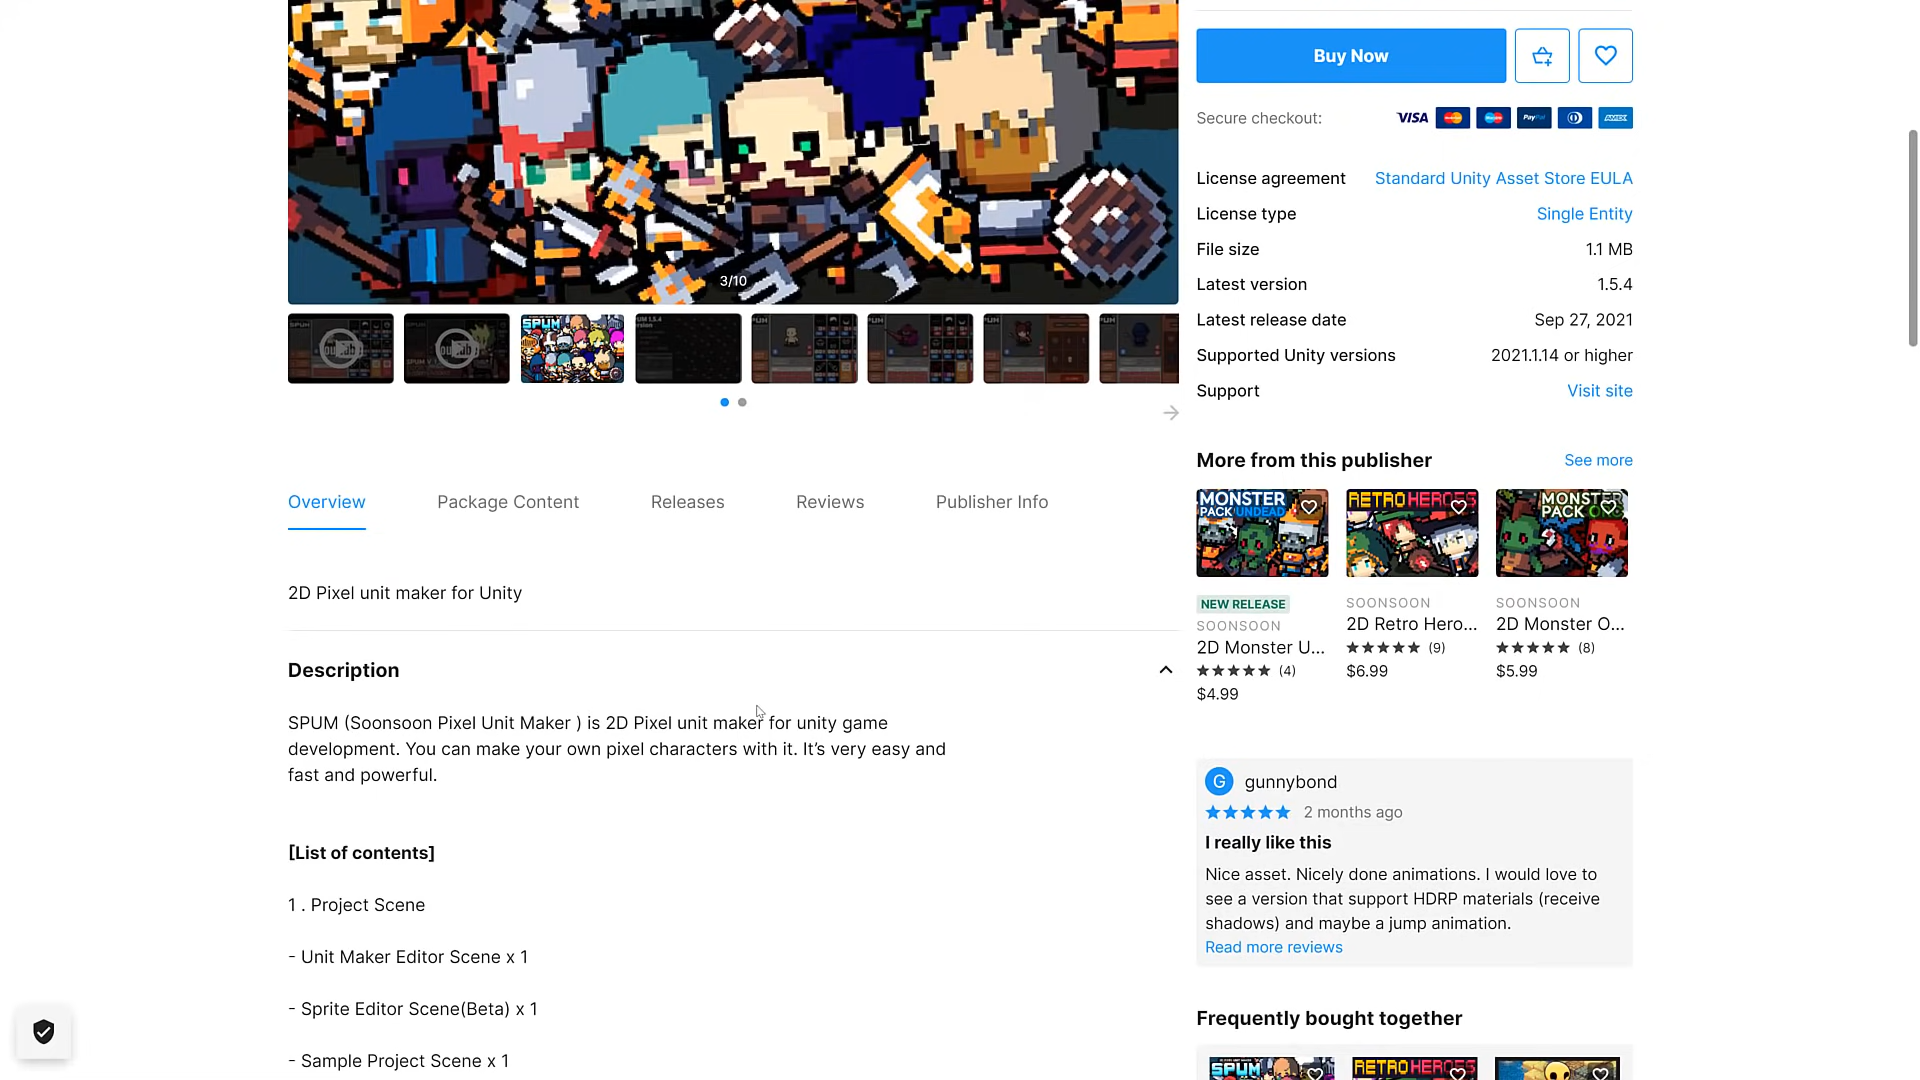 Buy Now
Secure checkout:
VISA
PayPal
AMEX
License agreement Standard Unity Asset Store EULA
License type Single Entity
File size 1.1 MB
Latest version 1.5.4
Latest release date Sep 27, 2021
Supported Unity versions 2021.1.14 or higher
Support Visit site
3/10
SPUM
Overview Package Content Releases Reviews Publisher Info
2D Pixel unit maker for Unity
Description
SPUM (Soonsoon Pixel Unit Maker ) is 2D Pixel unit maker for unity game
development. You can make your own pixel characters with it. It’s very easy and
fast and powerful.
[List of contents]
1 . Project Scene
- Unit Maker Editor Scene x 1
- Sprite Editor Scene(Beta) x 1
- Sample Project Scene x 1
More from this publisher See more
MONSTER
PACK UNDEAD
NEW RELEASE
SOONSOON
2D Monster U...
(4)
$4.99
RETRO HEROES
SOONSOON
2D Retro Hero...
(9)
$6.99
MONSTER
PACK
SOONSOON
2D Monster O...
(8)
$5.99
G gunnybond
2 months ago
I really like this
Nice asset. Nicely done animations. I would love to
see a version that support HDRP materials (receive
shadows) and maybe a jump animation.
Read more reviews
Frequently bought together
SPUM
RETRO HEROES